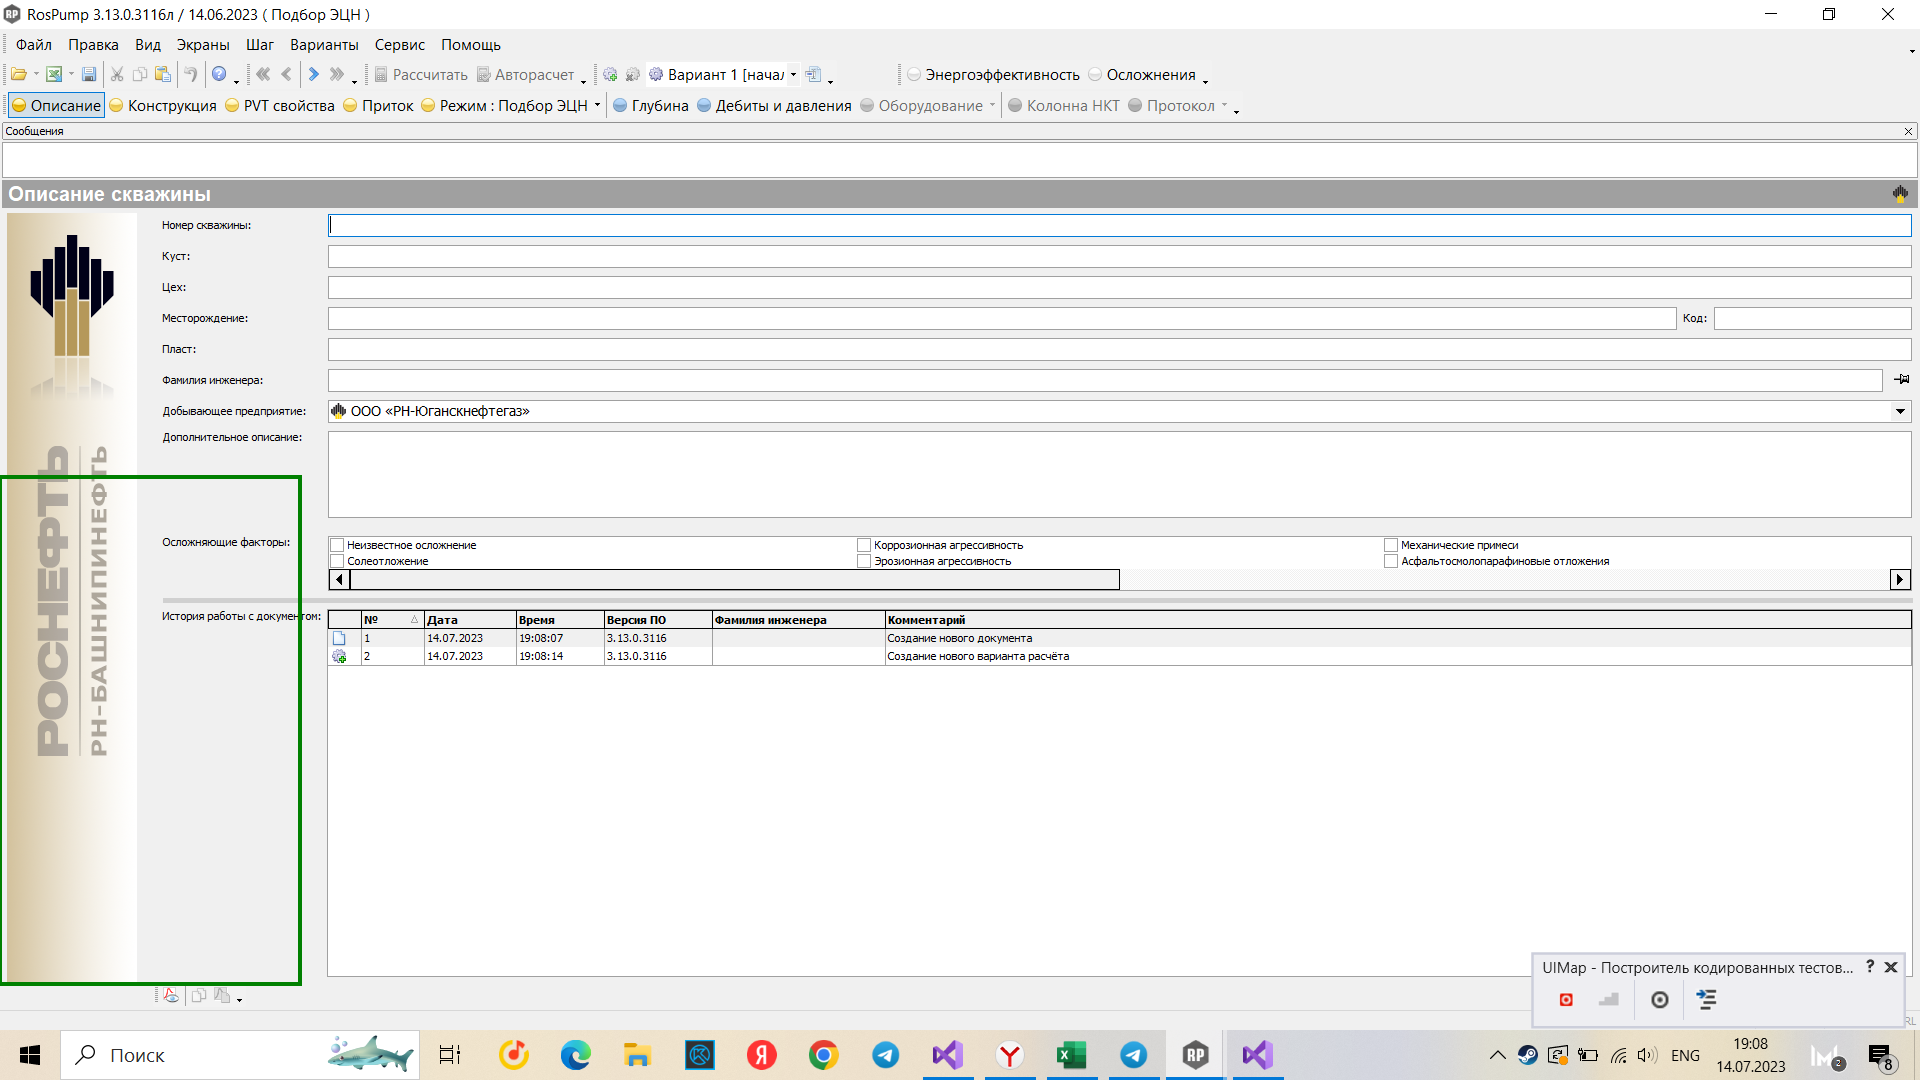 RosPump 3.13.0.3116л / 14.06.2023 ( Подбор ЭЦН )
Файл Правка Вид Экраны Шаг Варианты Сервис Помощь
Рассчитать Авторасчет Вариант 1 [начал Энергоэффективность Осложнения
Описание Конструкция PVT свойства Приток Режим : Подбор ЭЦН Глубина Дебиты и давления Оборудование Колонна НКТ Протокол
Сообщения
Описание скважины
Номер скважины:
Куст:
Цех:
Месторождение: Код:
Пласт:
Фамилия инженера:
Добывающее предприятие: ООО «РН-Юганскнефтегаз»
Дополнительное описание:
РОСНЕФТЬ
РН-БАШНИПИНЕФТЬ
Осложняющие факторы: Неизвестное осложнение Коррозионная агрессивность Механические примеси
Солеотложение Эрозионная агрессивность Асфальтосмолопарафиновые отложения
История работы с документом: № Дата Время Версия ПО Фамилия инженера Комментарий
1 14.07.2023 19:08:07 3.13.0.3116 Создание нового документа
2 14.07.2023 19:08:14 3.13.0.3116 Создание нового варианта расчёта
UIMap - Построитель кодированных тестов... ?
RL
Поиск
RP
ENG
19:08
14.07.2023
2
8